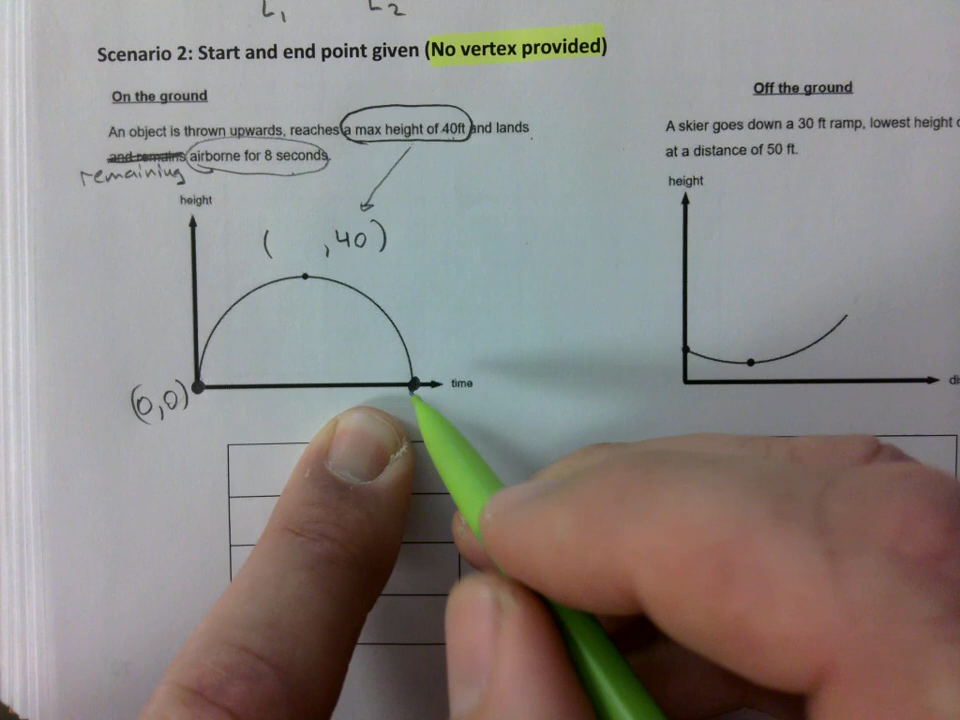 L₁ L₂
Scenario 2: Start and end point given (No vertex provided)
On the ground
An object is thrown upwards, reaches a max height of 40ft and lands
and remains airborne for 8 seconds.
remaining
height
( ,40)
(0,0)
time
Off the ground
A skier goes down a 30 ft ramp, lowest height
at a distance of 50 ft.
height